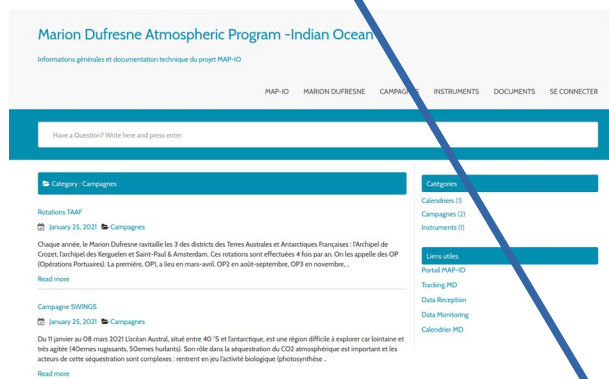 Marion Dufresne Atmospheric Program -Indian Ocean
Informations générales et documentation technique du projet MAP-IO
MAP-IO MARION DUFRESNE CAMPAGNES INSTRUMENTS DOCUMENTS SE CONNECTER
Have a Question? Write here and press enter
Category : Campagnes
Rotations TAAF
January 25, 2021 Campagnes
Chaque année, le Marion Dufresne ravitaille les 3 des districts des Terres Australes et Antarctiques Françaises : l'Archipel de
Crozet, l'archipel des Kerguelen et Saint-Paul & Amsterdam. Ces rotations sont effectuées 4 fois par an. On les appelle des OP
(Opérations Portuaires). La première, OP1, a lieu en mars-avril. OP2 en août-septembre, OP3 en novembre, ..
Read more
Campagne SWINGS
January 25, 2021 Campagnes
Du 11 janvier au 08 mars 2021 L'océan Austral, situé entre 40 °S et l'antarctique, est une région difficile à explorer car lointaine et
très agitée (40emes rugissants, 50emes hurlants). Son rôle dans la séquestration du CO2 atmosphérique est important et les
acteurs de cette séquestration sont complexes : rentrent en jeu l'activité biologique (photosynthèse ..
Read more
Catégories
Calendriers (1)
Campagnes (2)
Instruments (1)
Liens utiles
Portail MAP-IO
Tracking MD
Data Reception
Data Monitoring
Calendrier MD